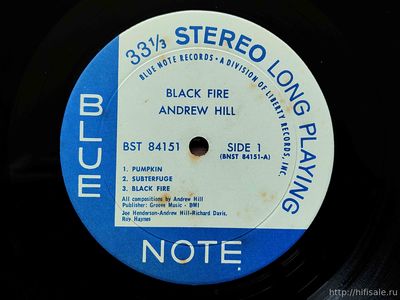 33⅓ STEREO LONG PLAYING
BLUE NOTE RECORDS • A DIVISION OF LIBERTY RECORDS, INC.
BLACK FIRE
ANDREW HILL
BST 84151
SIDE 1
(BNST 84151-A)
1. PUMPKIN
2. SUBTERFUGE
3. BLACK FIRE
All compositions by Andrew Hill
Publisher: Groove Music - BMI
Joe Henderson-Andrew Hill-Richard Davis,
Roy Haynes
BLUE
NOTE
http://hifisale.ru